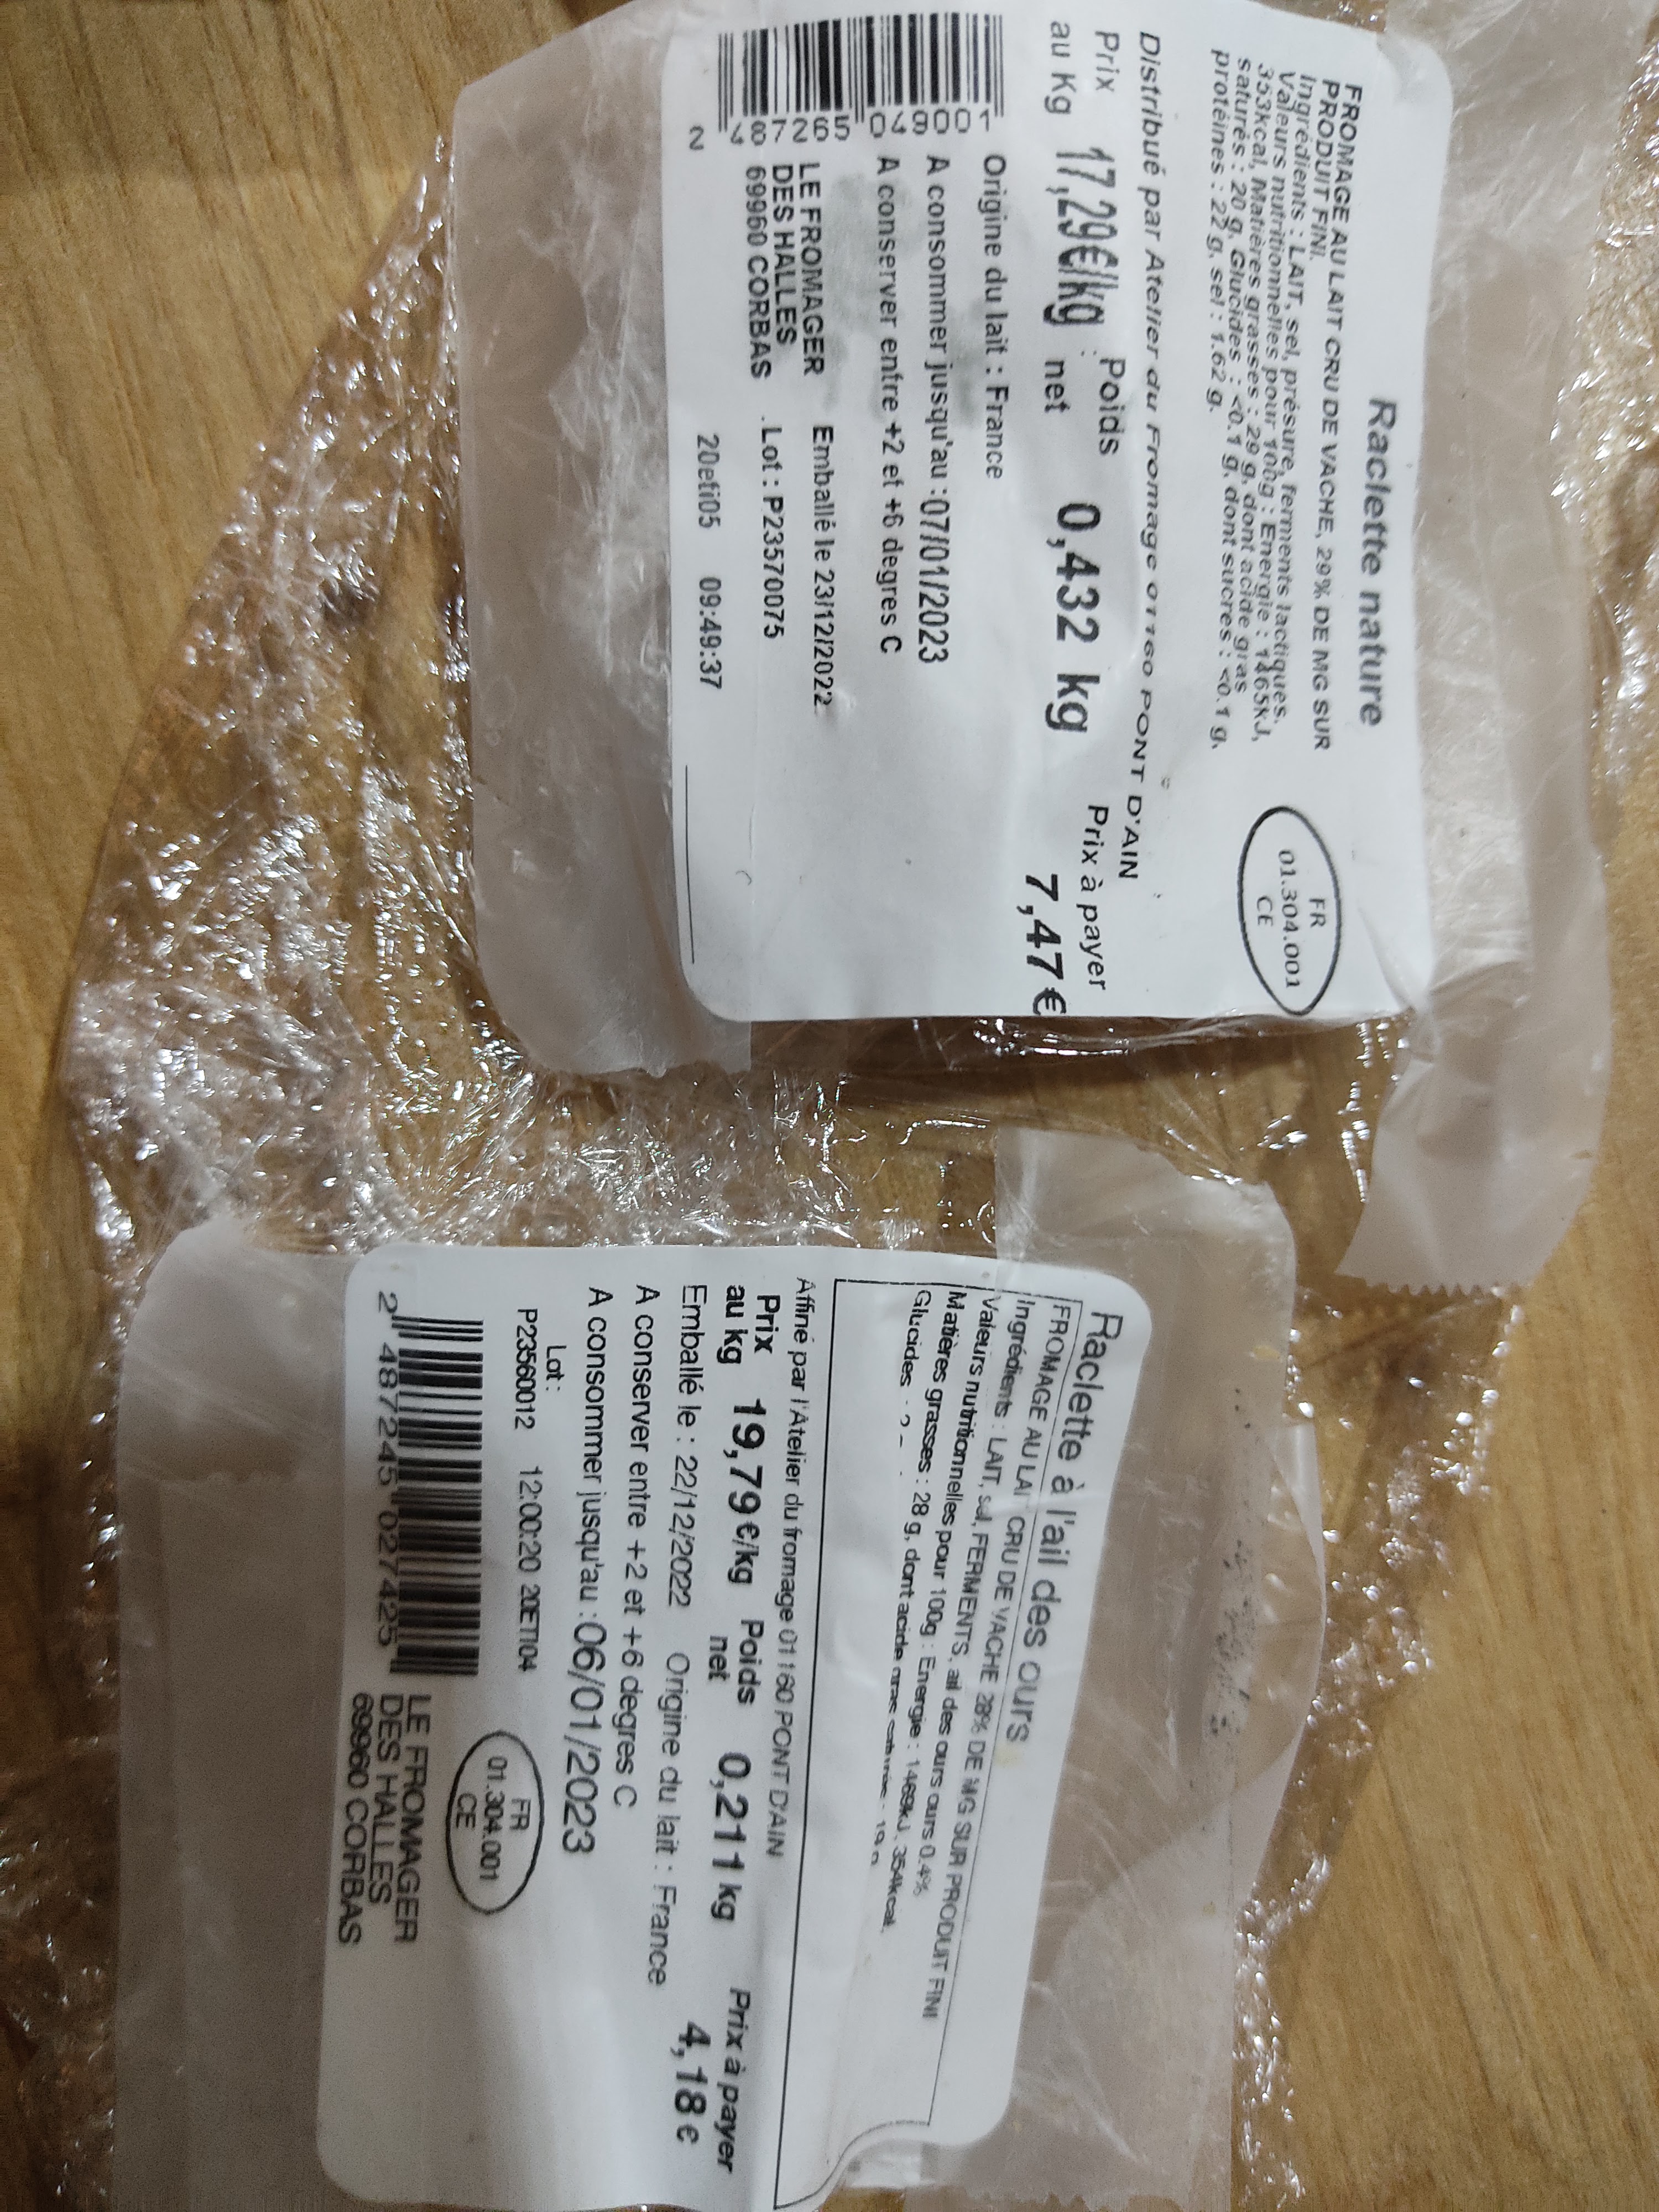 Raclette nature
FROMAGE AU LAIT CRU DE VACHE, 29% DE MG SUR
PRODUIT FINI.
Ingrédients : LAIT, sel, présure, ferments lactiques.
Valeurs nutritionnelles pour 100g : Energie : 1465kJ,
353kcal, Matières grasses : 29 g, dont acide gras
saturés : 20 g, Glucides : <0.1 g, dont sucres : <0.1 g,
protéines : 22 g, sel : 1.62 g.
FR
01.304.001
CE
Distribué par Atelier du Fromage 01160 PONT D'AIN
Prix
au Kg 17,29€/kg
Poids
net 0,432 kg
Prix à payer
7,47€
Origine du lait : France
A consommer jusqu'au :07/01/2023
A conserver entre +2 et +6 degres C
LE FROMAGER
DES HALLES
69960 CORBAS
Emballé le 23/12/2022
Lot : P23570075
20eti05 09:49:37
Raclette à l'ail des ours
FROMAGE AU LAIT CRU DE VACHE 28% DE MG SUR PRODUIT FINI
Ingrédients : LAIT, sel, FERMENTS, ail des ours ours 0.4%
Valeurs nutritionnelles pour 100g : Energie : 1469kJ, 354kcal,
Matières grasses : 28 g, dont acide gras saturés : 19 g
Glucides
Affiné par l'Atelier du fromage 01160 PONT D'AIN
Prix
au kg 19,79 €/kg
Poids
net 0,211 kg
Prix à payer
4,18 €
Emballé le : 22/12/2022 Origine du lait : France
A conserver entre +2 et +6 degres C
A consommer jusqu'au :06/01/2023
Lot :
P23560012 12:00:20 20ETI04
FR
01.304.001
CE
2 487245 027425
LE FROMAGER
DES HALLES
69960 CORBAS